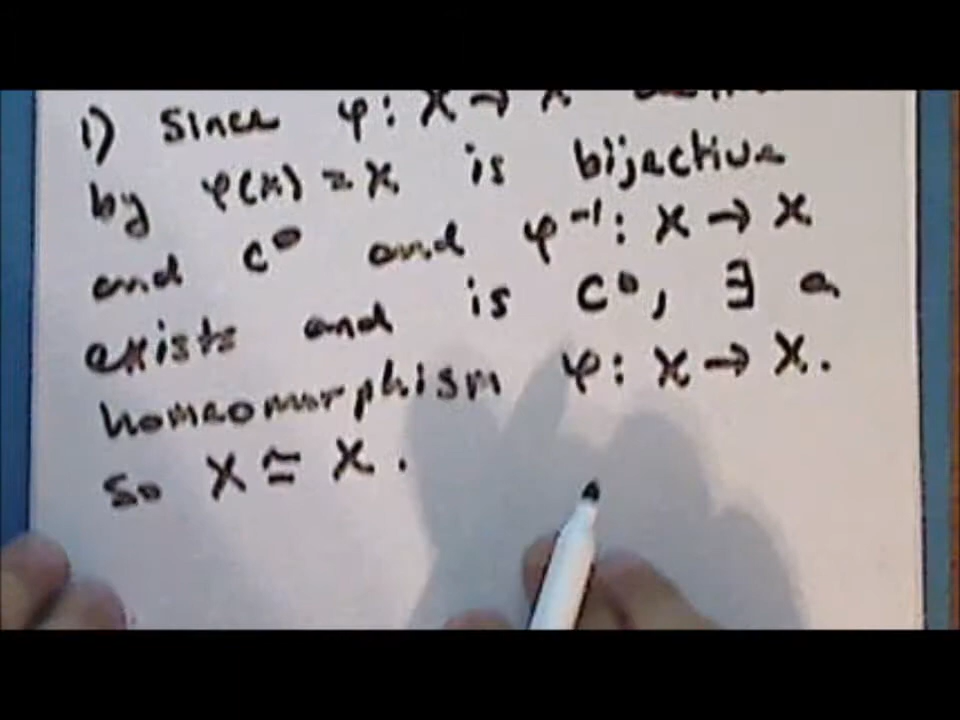 1) Since φ: X → X
by φ(x) = x is bijective
and C⁰ and φ⁻¹: X → X
exists and is C⁰, ∃ a
homeomorphism φ: X → X.
So X ≅ X.